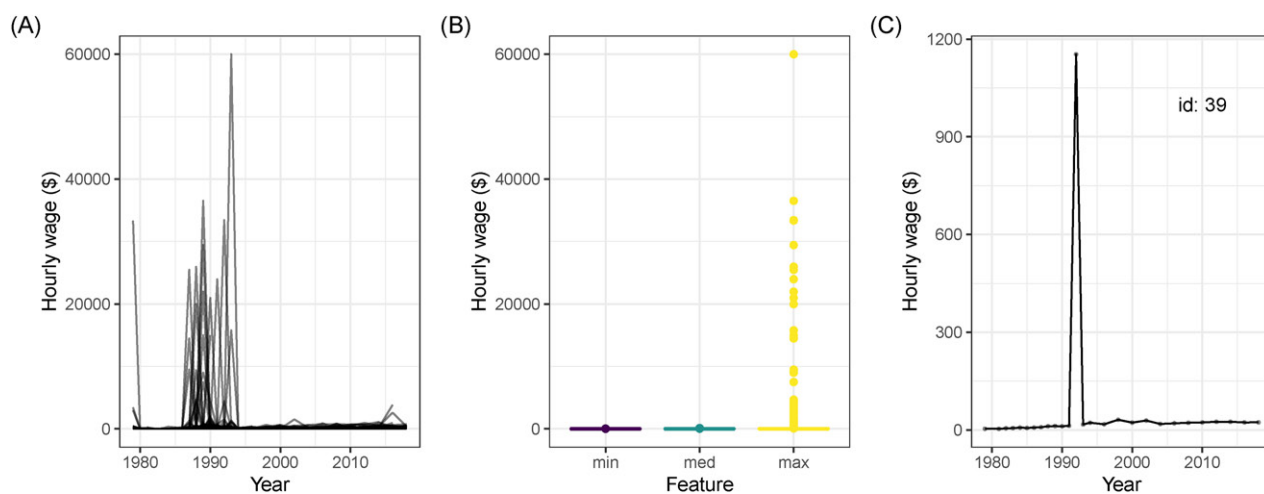 (A)
60000
40000
20000
0
Hourly wage ($)
1980 1990 2000 2010
Year
(B)
60000
40000
20000
0
Hourly wage ($)
min med max
Feature
(C)
1200
900
600
300
0
Hourly wage ($)
id: 39
1980 1990 2000 2010
Year